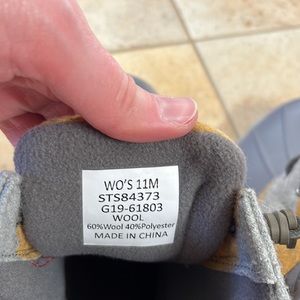 WO'S 11M
STS84373
G19-61803
WOOL
60%Wool 40%Polyester
MADE IN CHINA